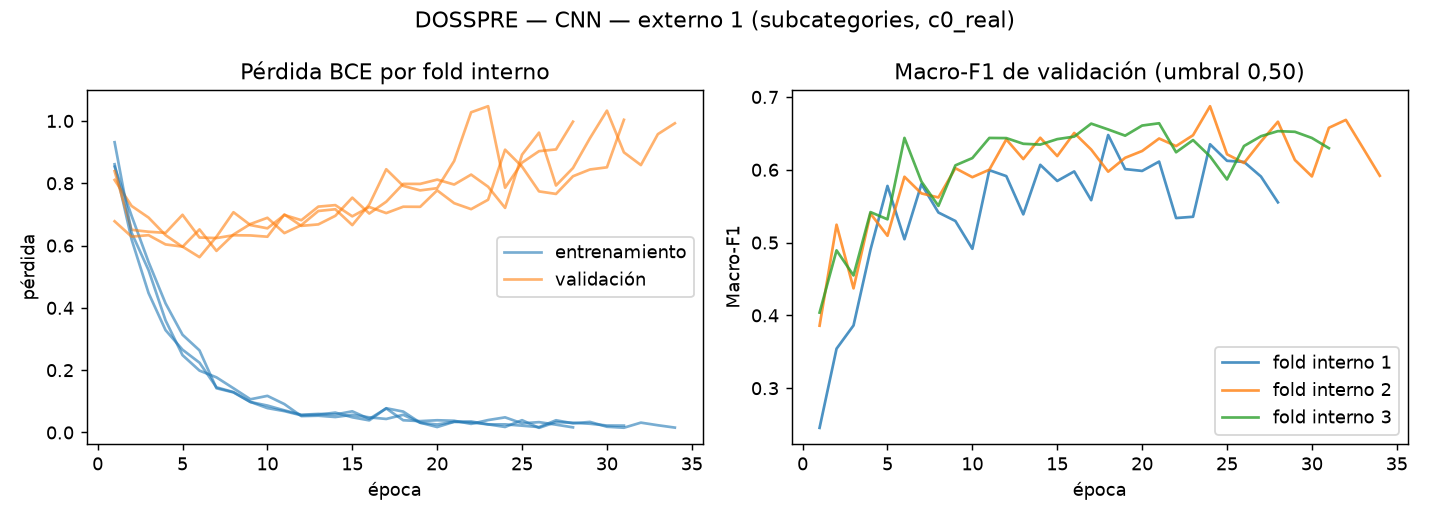 DOSSPRE — CNN — externo 1 (subcategories, c0_real)
Pérdida BCE por fold interno
pérdida
1.0
0.8
0.6
0.4
0.2
0.0
entrenamiento
validación
0 5 10 15 20 25 30 35
época
Macro-F1 de validación (umbral 0,50)
Macro-F1
0.7
0.6
0.5
0.4
0.3
fold interno 1
fold interno 2
fold interno 3
0 5 10 15 20 25 30 35
época